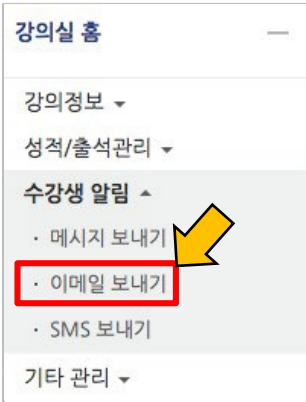 강의실 홈
강의정보
성적/출석관리
수강생 알림
· 메시지 보내기
· 이메일 보내기
· SMS 보내기
기타 관리